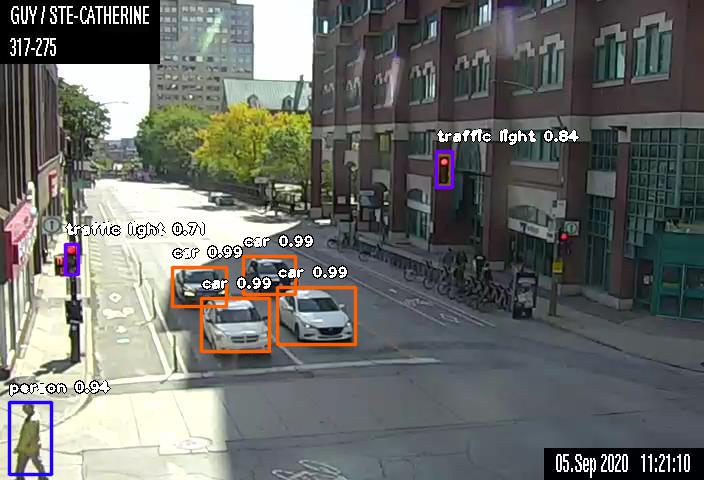 GUY / STE-CATHERINE
317-275
traffic light 0.84
traffic light 0.71
car 0.99
car 0.99
car 0.99
car 0.99
person 0.94
05.Sep 2020 11:21:10